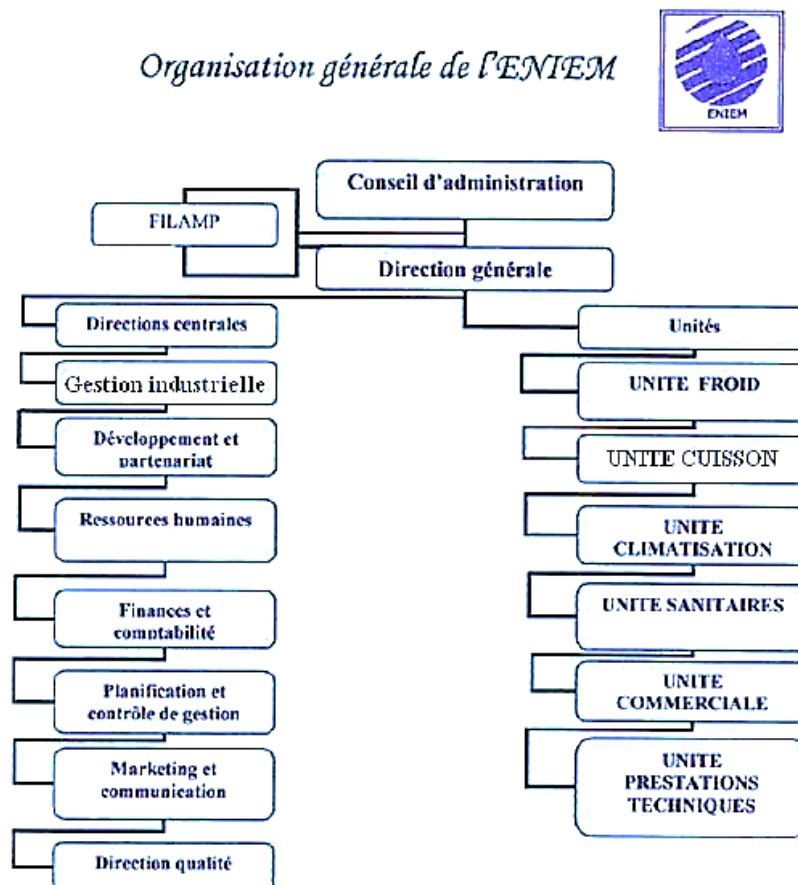 Organisation générale de l'ENIEM
ENIEM
Conseil d'administration
FILAMP
Direction générale
Directions centrales
Gestion industrielle
Développement et
partenariat
Ressources humaines
Finances et
comptabilité
Planification et
contrôle de gestion
Marketing et
communication
Direction qualité
Unités
UNITE FROID
UNITE CUISSON
UNITE
CLIMATISATION
UNITE SANITAIRES
UNITE
COMMERCIALE
UNITE
PRESTATIONS
TECHNIQUES